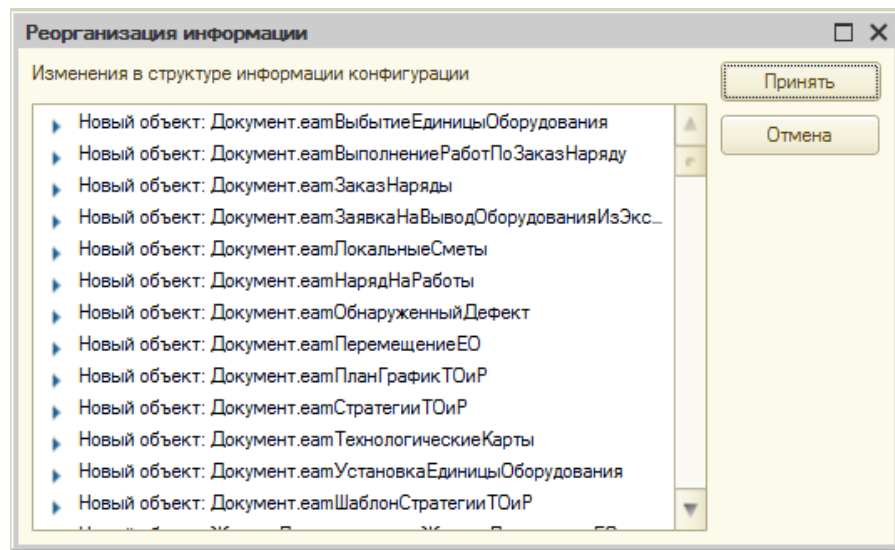 Реорганизация информации
Изменения в структуре информации конфигурации
Принять
Отмена
Новый объект: Документ.eamВыбытиеЕдиницыОборудования
Новый объект: Документ.eamВыполнениеРаботПоЗаказНаряду
Новый объект: Документ.eamЗаказНаряды
Новый объект: Документ.eamЗаявкаНаВыводОборудованияИзЭкс...
Новый объект: Документ.eamЛокальныеСметы
Новый объект: Документ.eamНарядНаРаботы
Новый объект: Документ.eamОбнаруженныйДефект
Новый объект: Документ.eamПеремещениеЕО
Новый объект: Документ.eamПланГрафикТОиР
Новый объект: Документ.eamСтратегииТОиР
Новый объект: Документ.eamТехнологическиеКарты
Новый объект: Документ.eamУстановкаЕдиницыОборудования
Новый объект: Документ.eamШаблонСтратегииТОиР